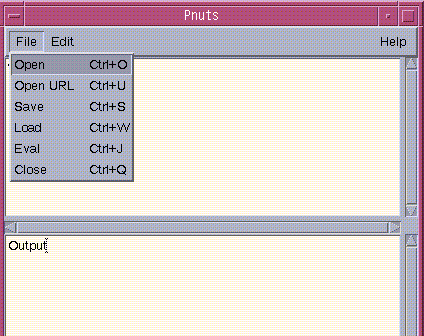 Pnuts
File Edit Help
Open Ctrl+O
Open URL Ctrl+U
Save Ctrl+S
Load Ctrl+W
Eval Ctrl+J
Close Ctrl+Q
Output